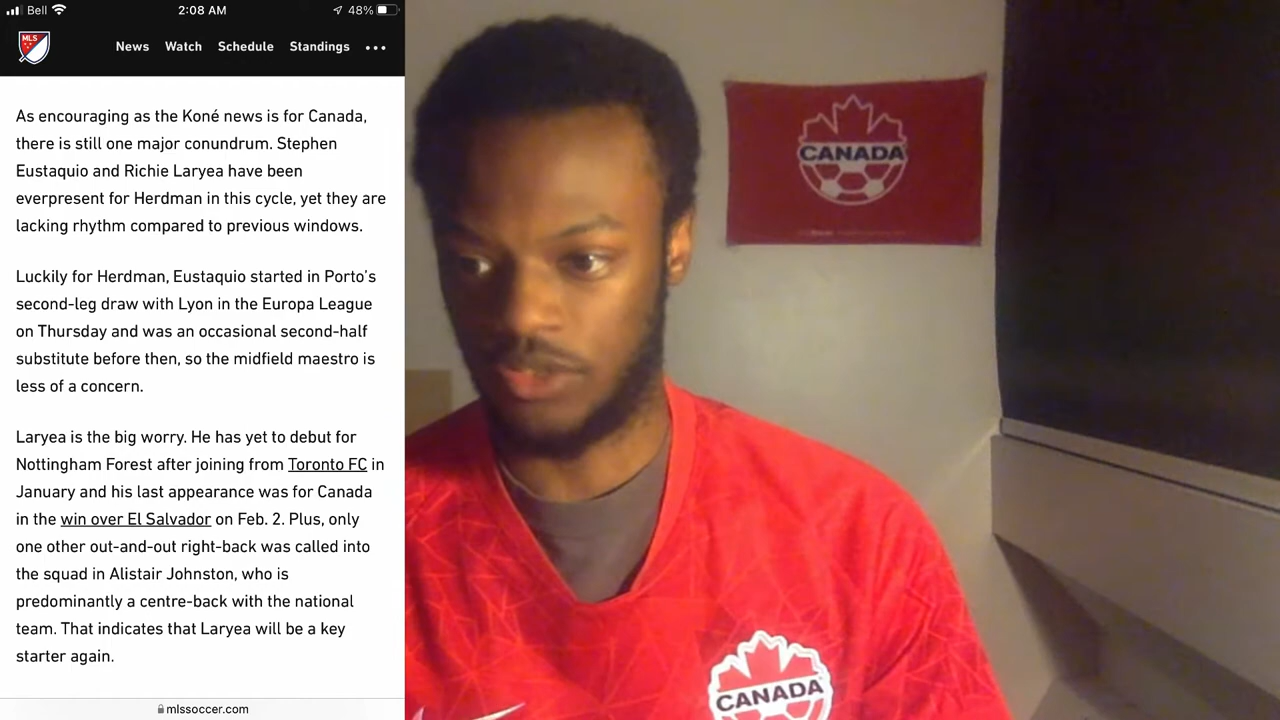 Bell
2:08 AM
48%
MLS
News Watch Schedule Standings
As encouraging as the Koné news is for Canada,
there is still one major conundrum. Stephen
Eustaquio and Richie Laryea have been
everpresent for Herdman in this cycle, yet they are
lacking rhythm compared to previous windows.
Luckily for Herdman, Eustaquio started in Porto’s
second-leg draw with Lyon in the Europa League
on Thursday and was an occasional second-half
substitute before then, so the midfield maestro is
less of a concern.
Laryea is the big worry. He has yet to debut for
Nottingham Forest after joining from Toronto FC in
January and his last appearance was for Canada
in the win over El Salvador on Feb. 2. Plus, only
one other out-and-out right-back was called into
the squad in Alistair Johnston, who is
predominantly a centre-back with the national
team. That indicates that Laryea will be a key
starter again.
mlssoccer.com
CANADA
CANADA